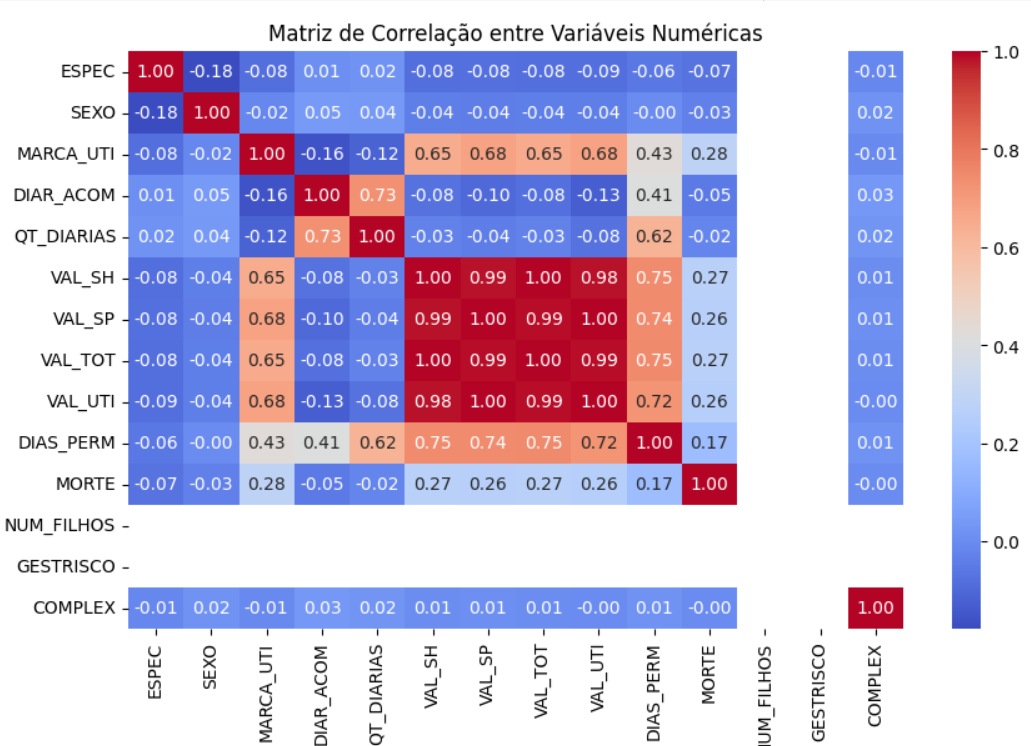 Matriz de Correlação entre Variáveis Numéricas
ESPEC 1.00 -0.18 -0.08 0.01 0.02 -0.08 -0.08 -0.08 -0.09 -0.06 -0.07 -0.01
SEXO -0.18 1.00 -0.02 0.05 0.04 -0.04 -0.04 -0.04 -0.04 -0.00 -0.03 0.02
MARCA_UTI -0.08 -0.02 1.00 -0.16 -0.12 0.65 0.68 0.65 0.68 0.43 0.28 -0.01
DIAR_ACOM 0.01 0.05 -0.16 1.00 0.73 -0.08 -0.10 -0.08 -0.13 0.41 -0.05 0.03
QT_DIARIAS 0.02 0.04 -0.12 0.73 1.00 -0.03 -0.04 -0.03 -0.08 0.62 -0.02 0.02
VAL_SH -0.08 -0.04 0.65 -0.08 -0.03 1.00 0.99 1.00 0.98 0.75 0.27 0.01
VAL_SP -0.08 -0.04 0.68 -0.10 -0.04 0.99 1.00 0.99 1.00 0.74 0.26 0.01
VAL_TOT -0.08 -0.04 0.65 -0.08 -0.03 1.00 0.99 1.00 0.99 0.75 0.27 0.01
VAL_UTI -0.09 -0.04 0.68 -0.13 -0.08 0.98 1.00 0.99 1.00 0.72 0.26 -0.00
DIAS_PERM -0.06 -0.00 0.43 0.41 0.62 0.75 0.74 0.75 0.72 1.00 0.17 0.01
MORTE -0.07 -0.03 0.28 -0.05 -0.02 0.27 0.26 0.27 0.26 0.17 1.00 -0.00
NUM_FILHOS
GESTRISCO
COMPLEX -0.01 0.02 -0.01 0.03 0.02 0.01 0.01 0.01 -0.00 0.01 -0.00 1.00
ESPEC
SEXO
MARCA_UTI
DIAR_ACOM
QT_DIARIAS
VAL_SH
VAL_SP
VAL_TOT
VAL_UTI
DIAS_PERM
MORTE
NUM_FILHOS
GESTRISCO
COMPLEX
1.0
0.8
0.6
0.4
0.2
0.0